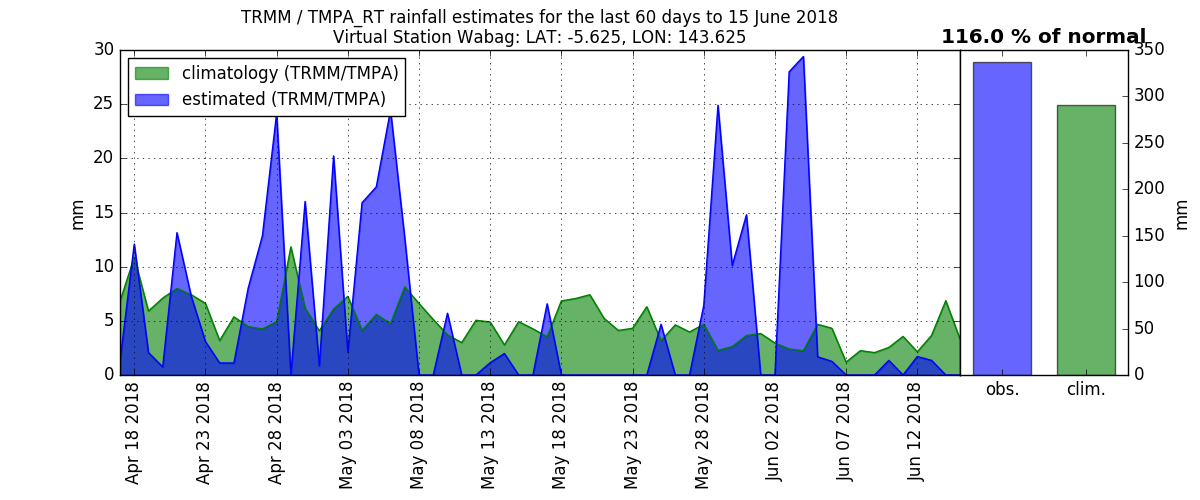 TRMM / TMPA_RT rainfall estimates for the last 60 days to 15 June 2018
Virtual Station Wabag: LAT: -5.625, LON: 143.625
116.0 % of normal
climatology (TRMM/TMPA)
estimated (TRMM/TMPA)
mm
30
25
20
15
10
5
0
Apr 18 2018
Apr 23 2018
Apr 28 2018
May 03 2018
May 08 2018
May 13 2018
May 18 2018
May 23 2018
May 28 2018
Jun 02 2018
Jun 07 2018
Jun 12 2018
obs.
clim.
350
300
250
200
150
100
50
0
mm